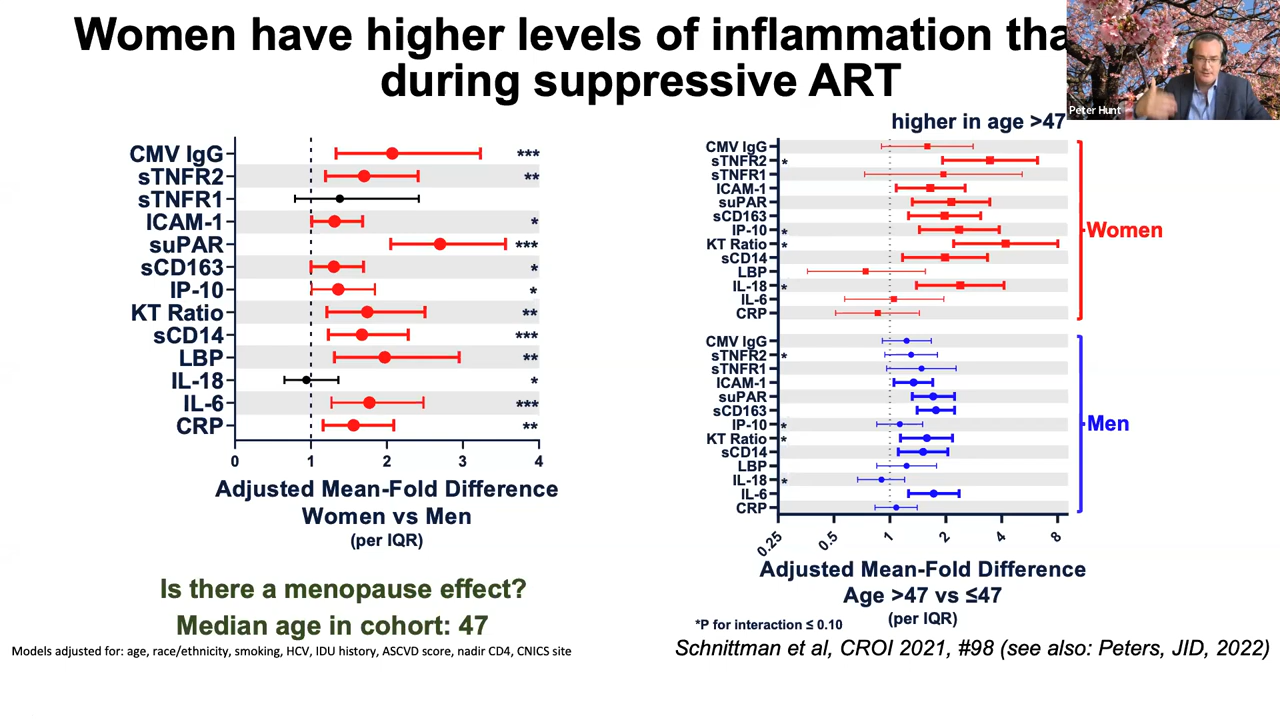 Women have higher levels of inflammation tha
during suppressive ART
Peter Hunt
CMV IgG ***
sTNFR2 **
sTNFR1
ICAM-1 *
suPAR ***
sCD163 *
IP-10 *
KT Ratio **
sCD14 ***
LBP **
IL-18 *
IL-6 ***
CRP **
0 1 2 3 4
Adjusted Mean-Fold Difference
Women vs Men
(per IQR)
Is there a menopause effect?
Median age in cohort: 47
Models adjusted for: age, race/ethnicity, smoking, HCV, IDU history, ASCVD score, nadir CD4, CNICS site
higher in age >47
CMV IgG
sTNFR2 *
sTNFR1
ICAM-1
suPAR
sCD163
IP-10 *
Women
KT Ratio *
sCD14
LBP
IL-18 *
IL-6
CRP
CMV IgG
sTNFR2 *
sTNFR1
ICAM-1
suPAR
sCD163
IP-10 *
Men
KT Ratio *
sCD14
LBP
IL-18 *
IL-6
CRP
0.25 0.5 1 2 4 8
Adjusted Mean-Fold Difference
Age >47 vs ≤47
(per IQR)
*P for interaction ≤ 0.10
Schnittman et al, CROI 2021, #98 (see also: Peters, JID, 2022)